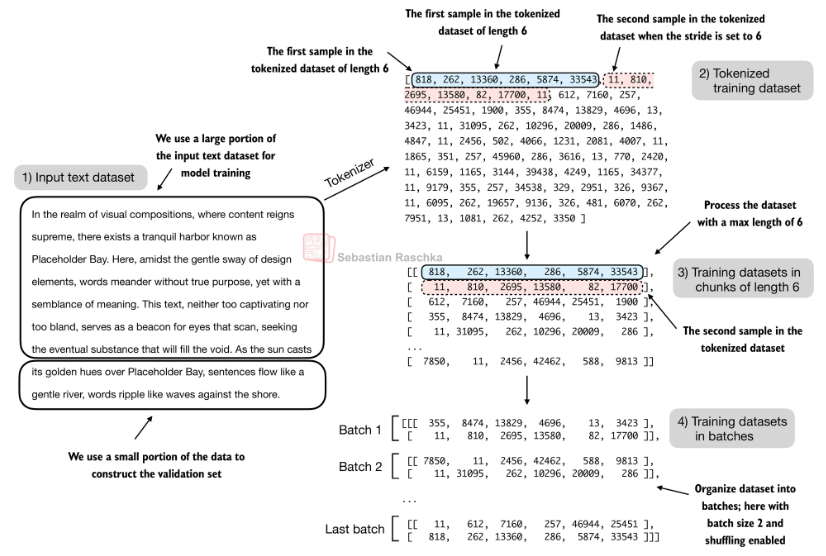 The first sample in the tokenized
dataset of length 6
The second sample in the tokenized
dataset when the stride is set to 6
The first sample in the
tokenized dataset of length 6
2) Tokenized
training dataset
[ 818, 262, 13360, 286, 5874, 33543, 11, 810,
2695, 13580, 82, 17700, 11, 612, 7160, 257,
46944, 25451, 1900, 355, 8474, 13829, 4696, 13,
3423, 11, 31095, 262, 10296, 20009, 286, 1486,
4847, 11, 2456, 502, 4066, 1231, 2081, 4007, 11,
1865, 351, 257, 45960, 286, 3616, 13, 770, 2420,
11, 6159, 1165, 3144, 39438, 4249, 1165, 34377,
11, 9179, 355, 257, 34538, 329, 2951, 326, 9367,
11, 6095, 262, 19657, 9136, 326, 481, 6070, 262,
7951, 13, 1081, 262, 4252, 3350 ]
We use a large portion of
the input text dataset for
model training
Tokenizer
1) Input text dataset
In the realm of visual compositions, where content reigns
supreme, there exists a tranquil harbor known as
Placeholder Bay. Here, amidst the gentle sway of design
elements, words meander without true purpose, yet with a
semblance of meaning. This text, neither too captivating nor
too bland, serves as a beacon for eyes that scan, seeking
the eventual substance that will fill the void. As the sun casts
its golden hues over Placeholder Bay, sentences flow like a
gentle river, words ripple like waves against the shore.
We use a small portion of the data to
construct the validation set
Sebastian Raschka
Process the dataset
with a max length of 6
[[ 818, 262, 13360, 286, 5874, 33543],
[ 11, 810, 2695, 13580, 82, 17700],
[ 612, 7160, 257, 46944, 25451, 1900 ],
[ 355, 8474, 13829, 4696, 13, 3423 ],
[ 11, 31095, 262, 10296, 20009, 286 ],
...
[ 7850, 11, 2456, 42462, 588, 9813 ]]
3) Training datasets in
chunks of length 6
The second sample in the
tokenized dataset
Batch 1
[[[ 355, 8474, 13829, 4696, 13, 3423 ],
[ 11, 810, 2695, 13580, 82, 17700 ]],
Batch 2
[[ 7850, 11, 2456, 42462, 588, 9813 ],
[ 11, 31095, 262, 10296, 20009, 286 ]],
...
Last batch
[[ 11, 612, 7160, 257, 46944, 25451 ],
[ 818, 262, 13360, 286, 5874, 33543 ]]]
4) Training datasets
in batches
Organize dataset into
batches; here with
batch size 2 and
shuffling enabled